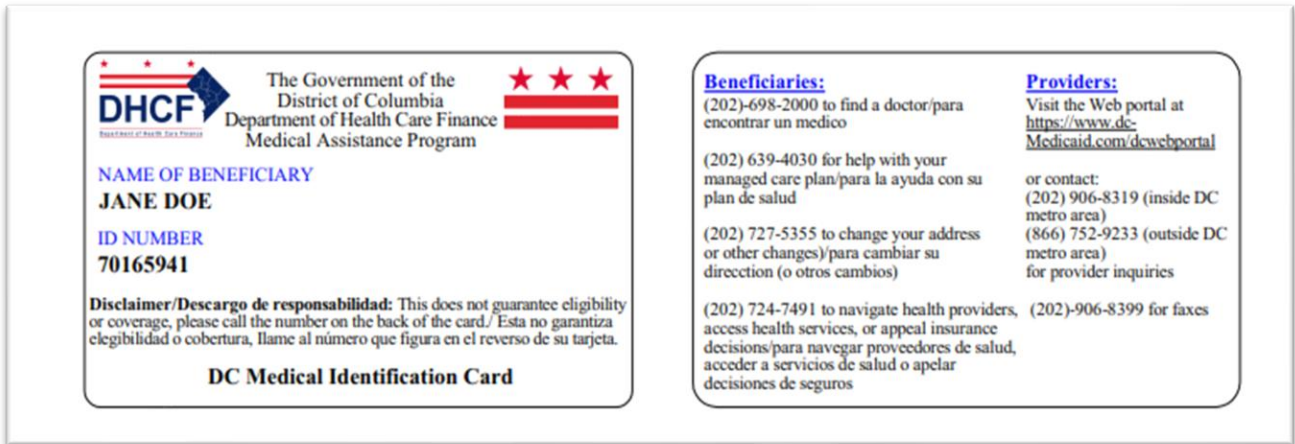 DHCF
Department of Health Care Finance
The Government of the
District of Columbia
Department of Health Care Finance
Medical Assistance Program
NAME OF BENEFICIARY
JANE DOE
ID NUMBER
70165941
Disclaimer/Descargo de responsabilidad: This does not guarantee eligibility
or coverage, please call the number on the back of the card./ Esta no garantiza
elegibilidad o cobertura, llame al número que figura en el reverso de su tarjeta.
DC Medical Identification Card
Beneficiaries:
(202)-698-2000 to find a doctor/para
encontrar un medico
(202) 639-4030 for help with your
managed care plan/para la ayuda con su
plan de salud
(202) 727-5355 to change your address
or other changes)/para cambiar su
direcction (o otros cambios)
(202) 724-7491 to navigate health providers,
access health services, or appeal insurance
decisions/para navegar proveedores de salud,
acceder a servicios de salud o apelar
decisiones de seguros
Providers:
Visit the Web portal at
https://www.dc-
Medicaid.com/dcwebportal
or contact:
(202) 906-8319 (inside DC
metro area)
(866) 752-9233 (outside DC
metro area)
for provider inquiries
(202)-906-8399 for faxes